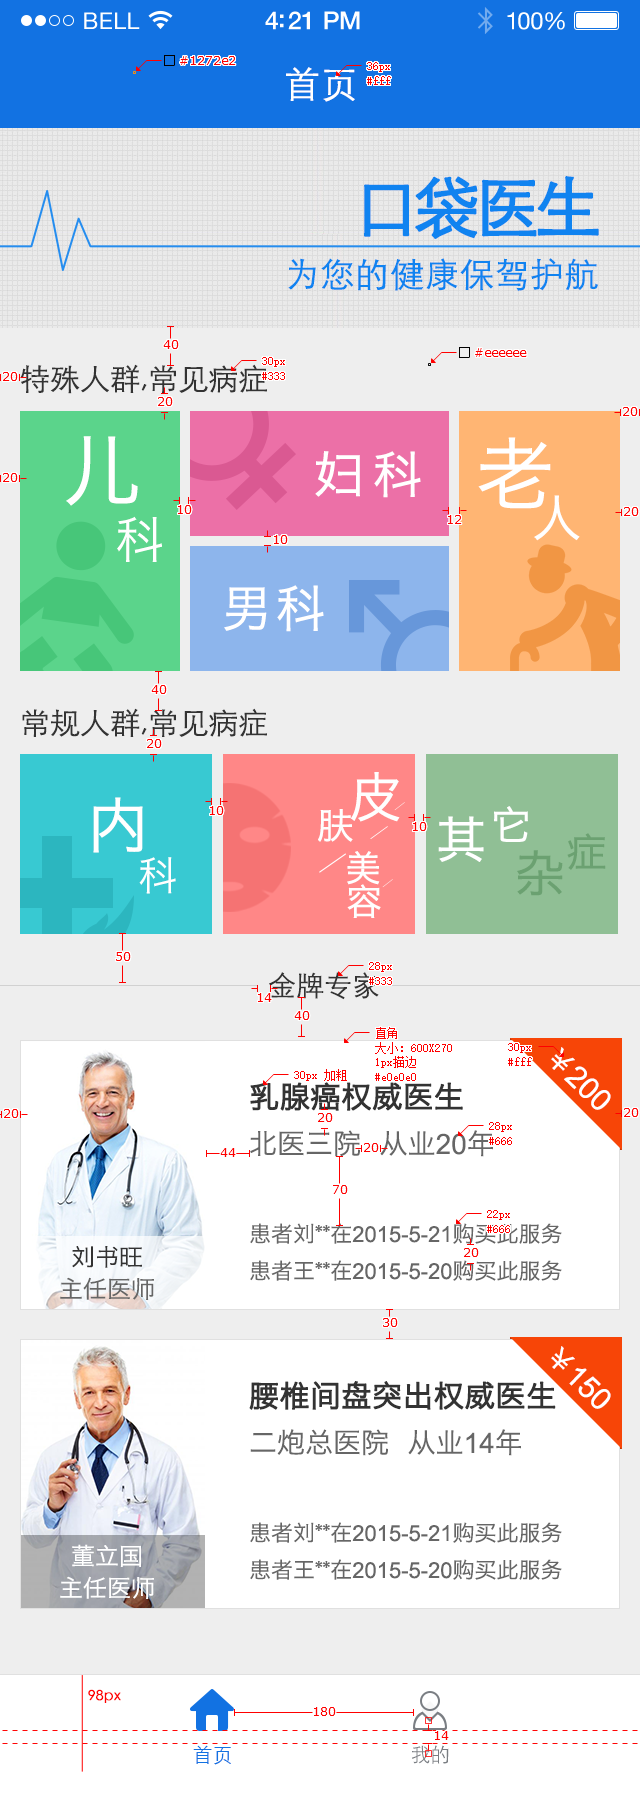 BELL 4:21 PM 100%
#1272e2
首页
36px
#fff
口袋医生
为您的健康保驾护航
40
#eeeeee
30px
#333
20
特殊人群,常见病症
20
20
儿
科
妇科
老
人
20
10
12
20
10
男科
40
常规人群,常见病症
20
内
科
10
皮
肤
美
容
10
其
它
杂
症
50
28px
#333
金牌专家
14
40
直角
大小: 600X270
1px描边
#e0e0e0
30px
#fff
¥200
30px 加粗
乳腺癌权威医生
20
20
20
28px
#666
北医三院 从业20年
44
20
70
22px
#666
患者刘**在2015-5-21购买此服务
20
患者王**在2015-5-20购买此服务
刘书旺
主任医师
30
¥150
腰椎间盘突出权威医生
二炮总医院 从业14年
患者刘**在2015-5-21购买此服务
患者王**在2015-5-20购买此服务
董立国
主任医师
98px
180
14
首页
我的